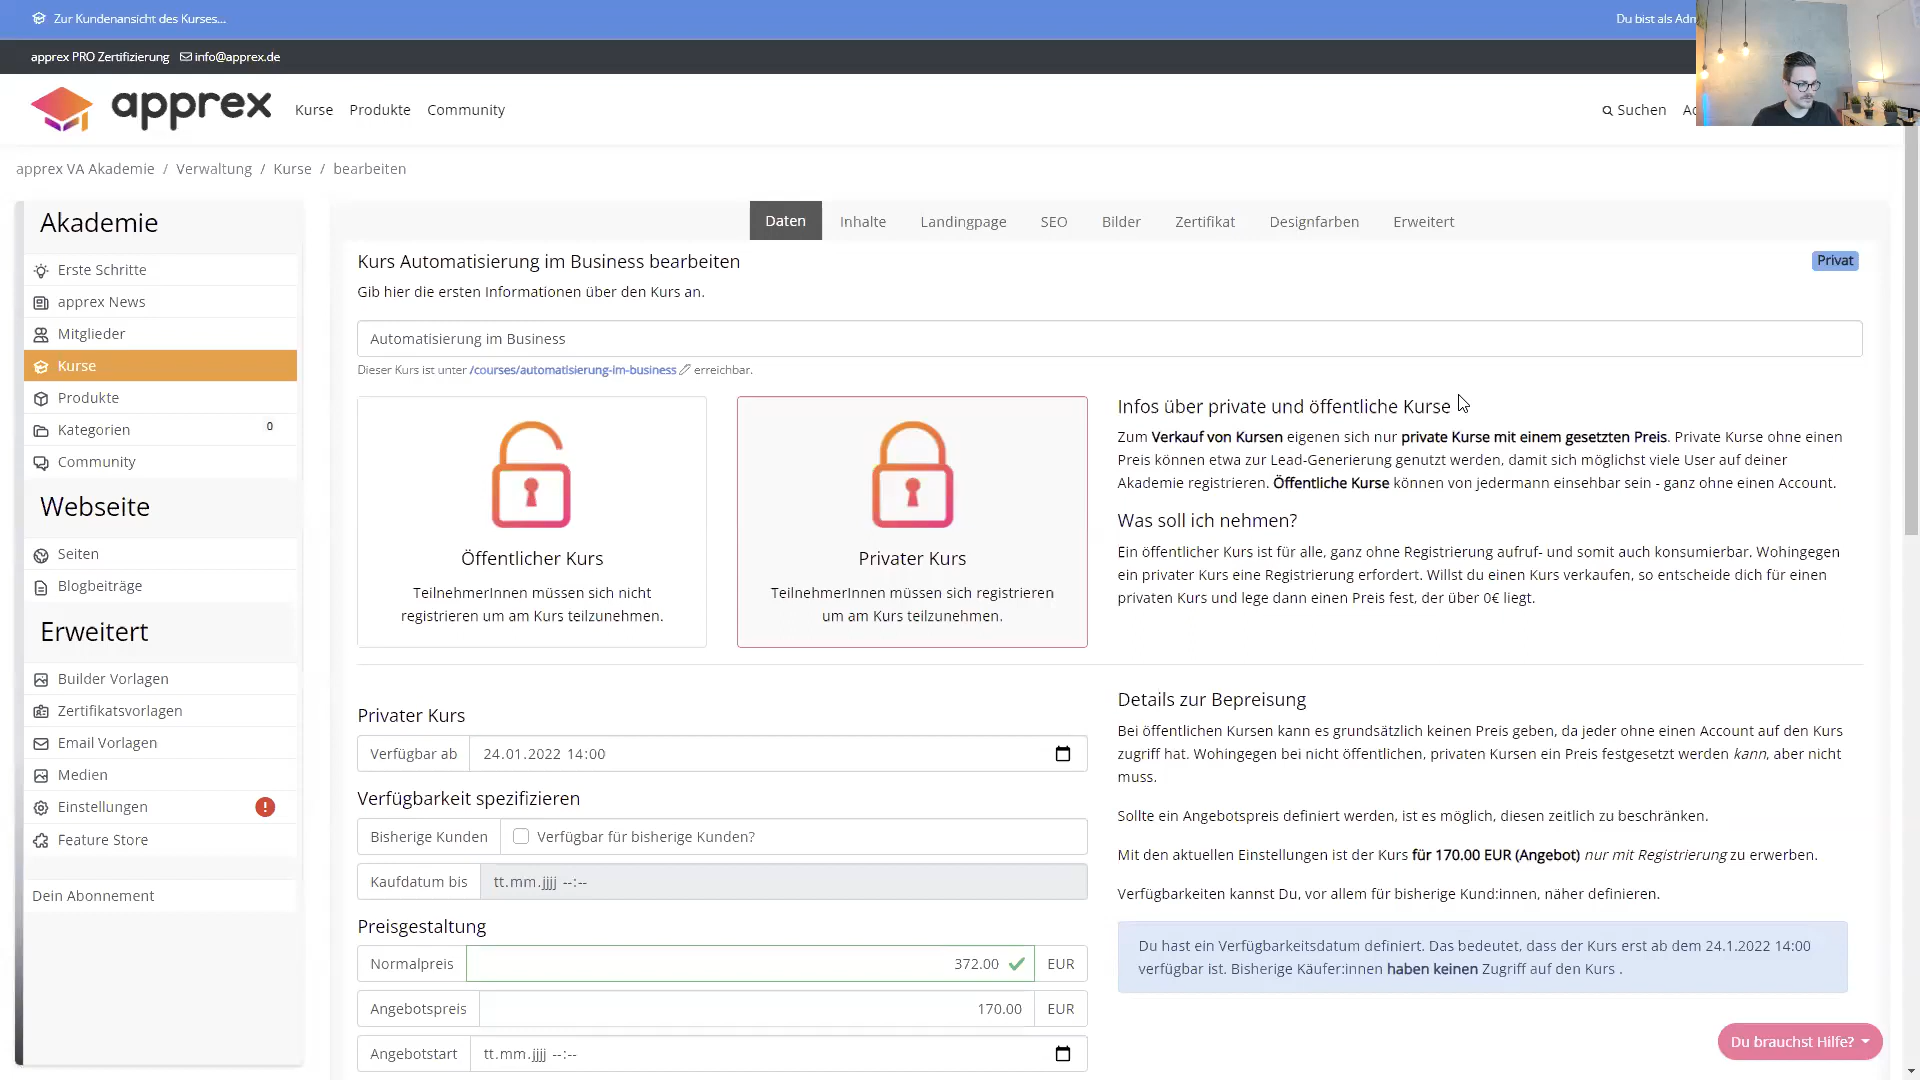 Zur Kundenansicht des Kurses...
Du bist als Adm
apprex PRO Zertifizierung info@apprex.de
apprex
Kurse Produkte Community
Suchen
apprex VA Akademie / Verwaltung / Kurse / bearbeiten
Akademie
Erste Schritte
apprex News
Mitglieder
Kurse
Produkte
Kategorien 0
Community
Webseite
Seiten
Blogbeiträge
Erweitert
Builder Vorlagen
Zertifikatsvorlagen
Email Vorlagen
Medien
Einstellungen !
Feature Store
Dein Abonnement
Daten Inhalte Landingpage SEO Bilder Zertifikat Designfarben Erweitert
Kurs Automatisierung im Business bearbeiten
Privat
Gib hier die ersten Informationen über den Kurs an.
Automatisierung im Business
Dieser Kurs ist unter /courses/automatisierung-im-business erreichbar.
Öffentlicher Kurs
TeilnehmerInnen müssen sich nicht
registrieren um am Kurs teilzunehmen.
Privater Kurs
TeilnehmerInnen müssen sich registrieren
um am Kurs teilzunehmen.
Infos über private und öffentliche Kurse
Zum Verkauf von Kursen eigenen sich nur private Kurse mit einem gesetzten Preis. Private Kurse ohne einen
Preis können etwa zur Lead-Generierung genutzt werden, damit sich möglichst viele User auf deiner
Akademie registrieren. Öffentliche Kurse können von jedermann einsehbar sein - ganz ohne einen Account.
Was soll ich nehmen?
Ein öffentlicher Kurs ist für alle, ganz ohne Registrierung aufruf- und somit auch konsumierbar. Wohingegen
ein privater Kurs eine Registrierung erfordert. Willst du einen Kurs verkaufen, so entscheide dich für einen
privaten Kurs und lege dann einen Preis fest, der über 0€ liegt.
Privater Kurs
Verfügbar ab 24.01.2022 14:00
Verfügbarkeit spezifizieren
Bisherige Kunden Verfügbar für bisherige Kunden?
Kaufdatum bis tt.mm.jjjj --:--
Preisgestaltung
Normalpreis 372.00 EUR
Angebotspreis 170.00 EUR
Angebotstart tt.mm.jjjj --:--
Details zur Bepreisung
Bei öffentlichen Kursen kann es grundsätzlich keinen Preis geben, da jeder ohne einen Account auf den Kurs
zugriff hat. Wohingegen bei nicht öffentlichen, privaten Kursen ein Preis festgesetzt werden kann, aber nicht
muss.
Sollte ein Angebotspreis definiert werden, ist es möglich, diesen zeitlich zu beschränken.
Mit den aktuellen Einstellungen ist der Kurs für 170.00 EUR (Angebot) nur mit Registrierung zu erwerben.
Verfügbarkeiten kannst Du, vor allem für bisherige Kund:innen, näher definieren.
Du hast ein Verfügbarkeitsdatum definiert. Das bedeutet, dass der Kurs erst ab dem 24.1.2022 14:00
verfügbar ist. Bisherige Käufer:innen haben keinen Zugriff auf den Kurs .
Du brauchst Hilfe?